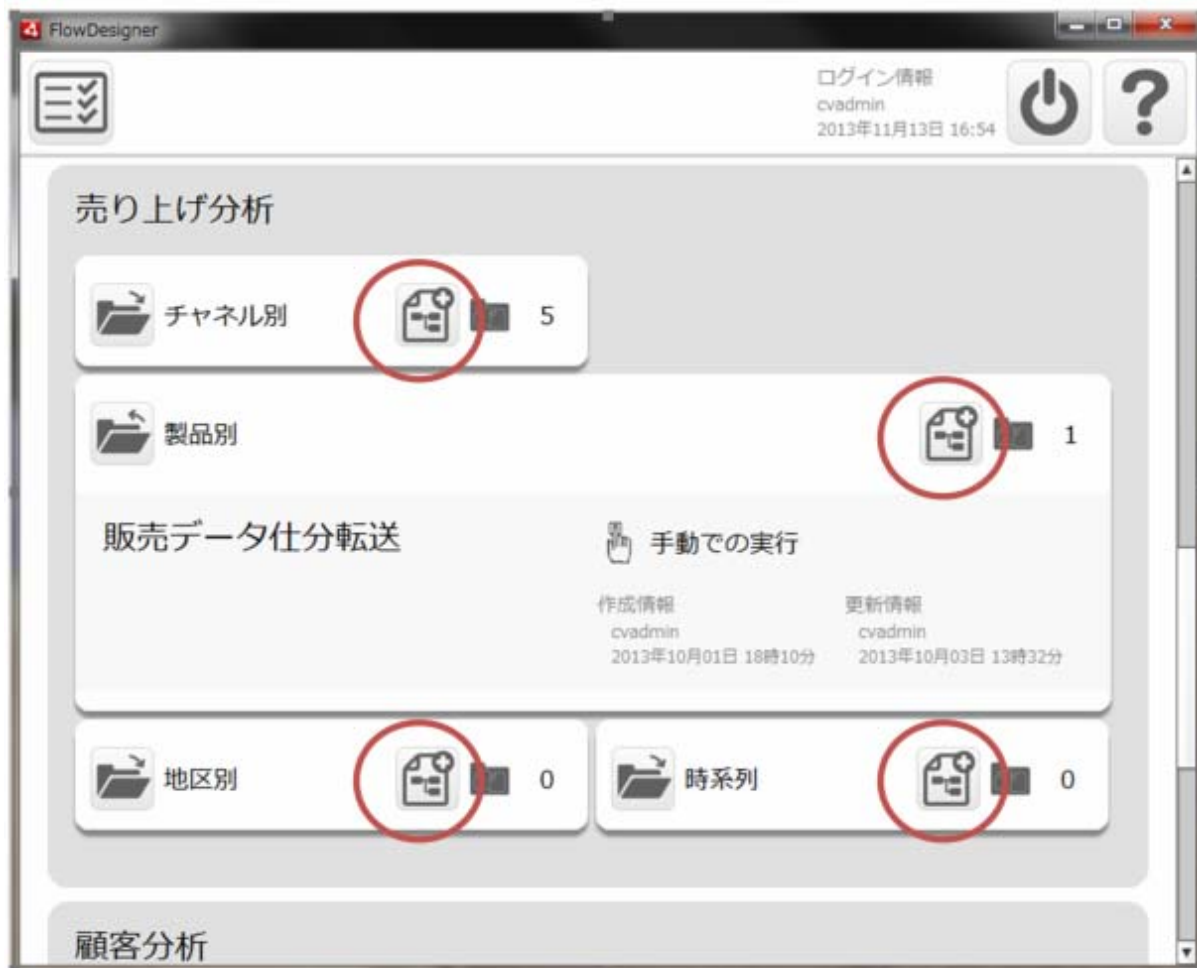 FlowDesigner
ログイン情報
cvadmin
2013年11月13日 16:54
売り上げ分析
チャネル別 5
製品別 1
販売データ仕分転送
手動での実行
作成情報 更新情報
cvadmin cvadmin
2013年10月01日 18時10分 2013年10月03日 13時32分
地区別 0 時系列 0
顧客分析